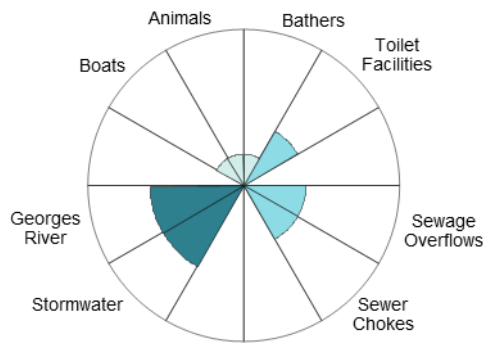 Animals
Bathers
Toilet
Facilities
Boats
Georges
River
Sewage
Overflows
Stormwater
Sewer
Chokes